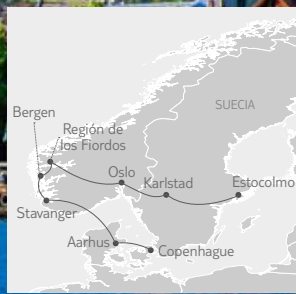 SUECIA
Bergen
Región de
los Fiordos
Oslo
Karlstad
Estocolmo
Stavanger
Aarhus
Copenhague